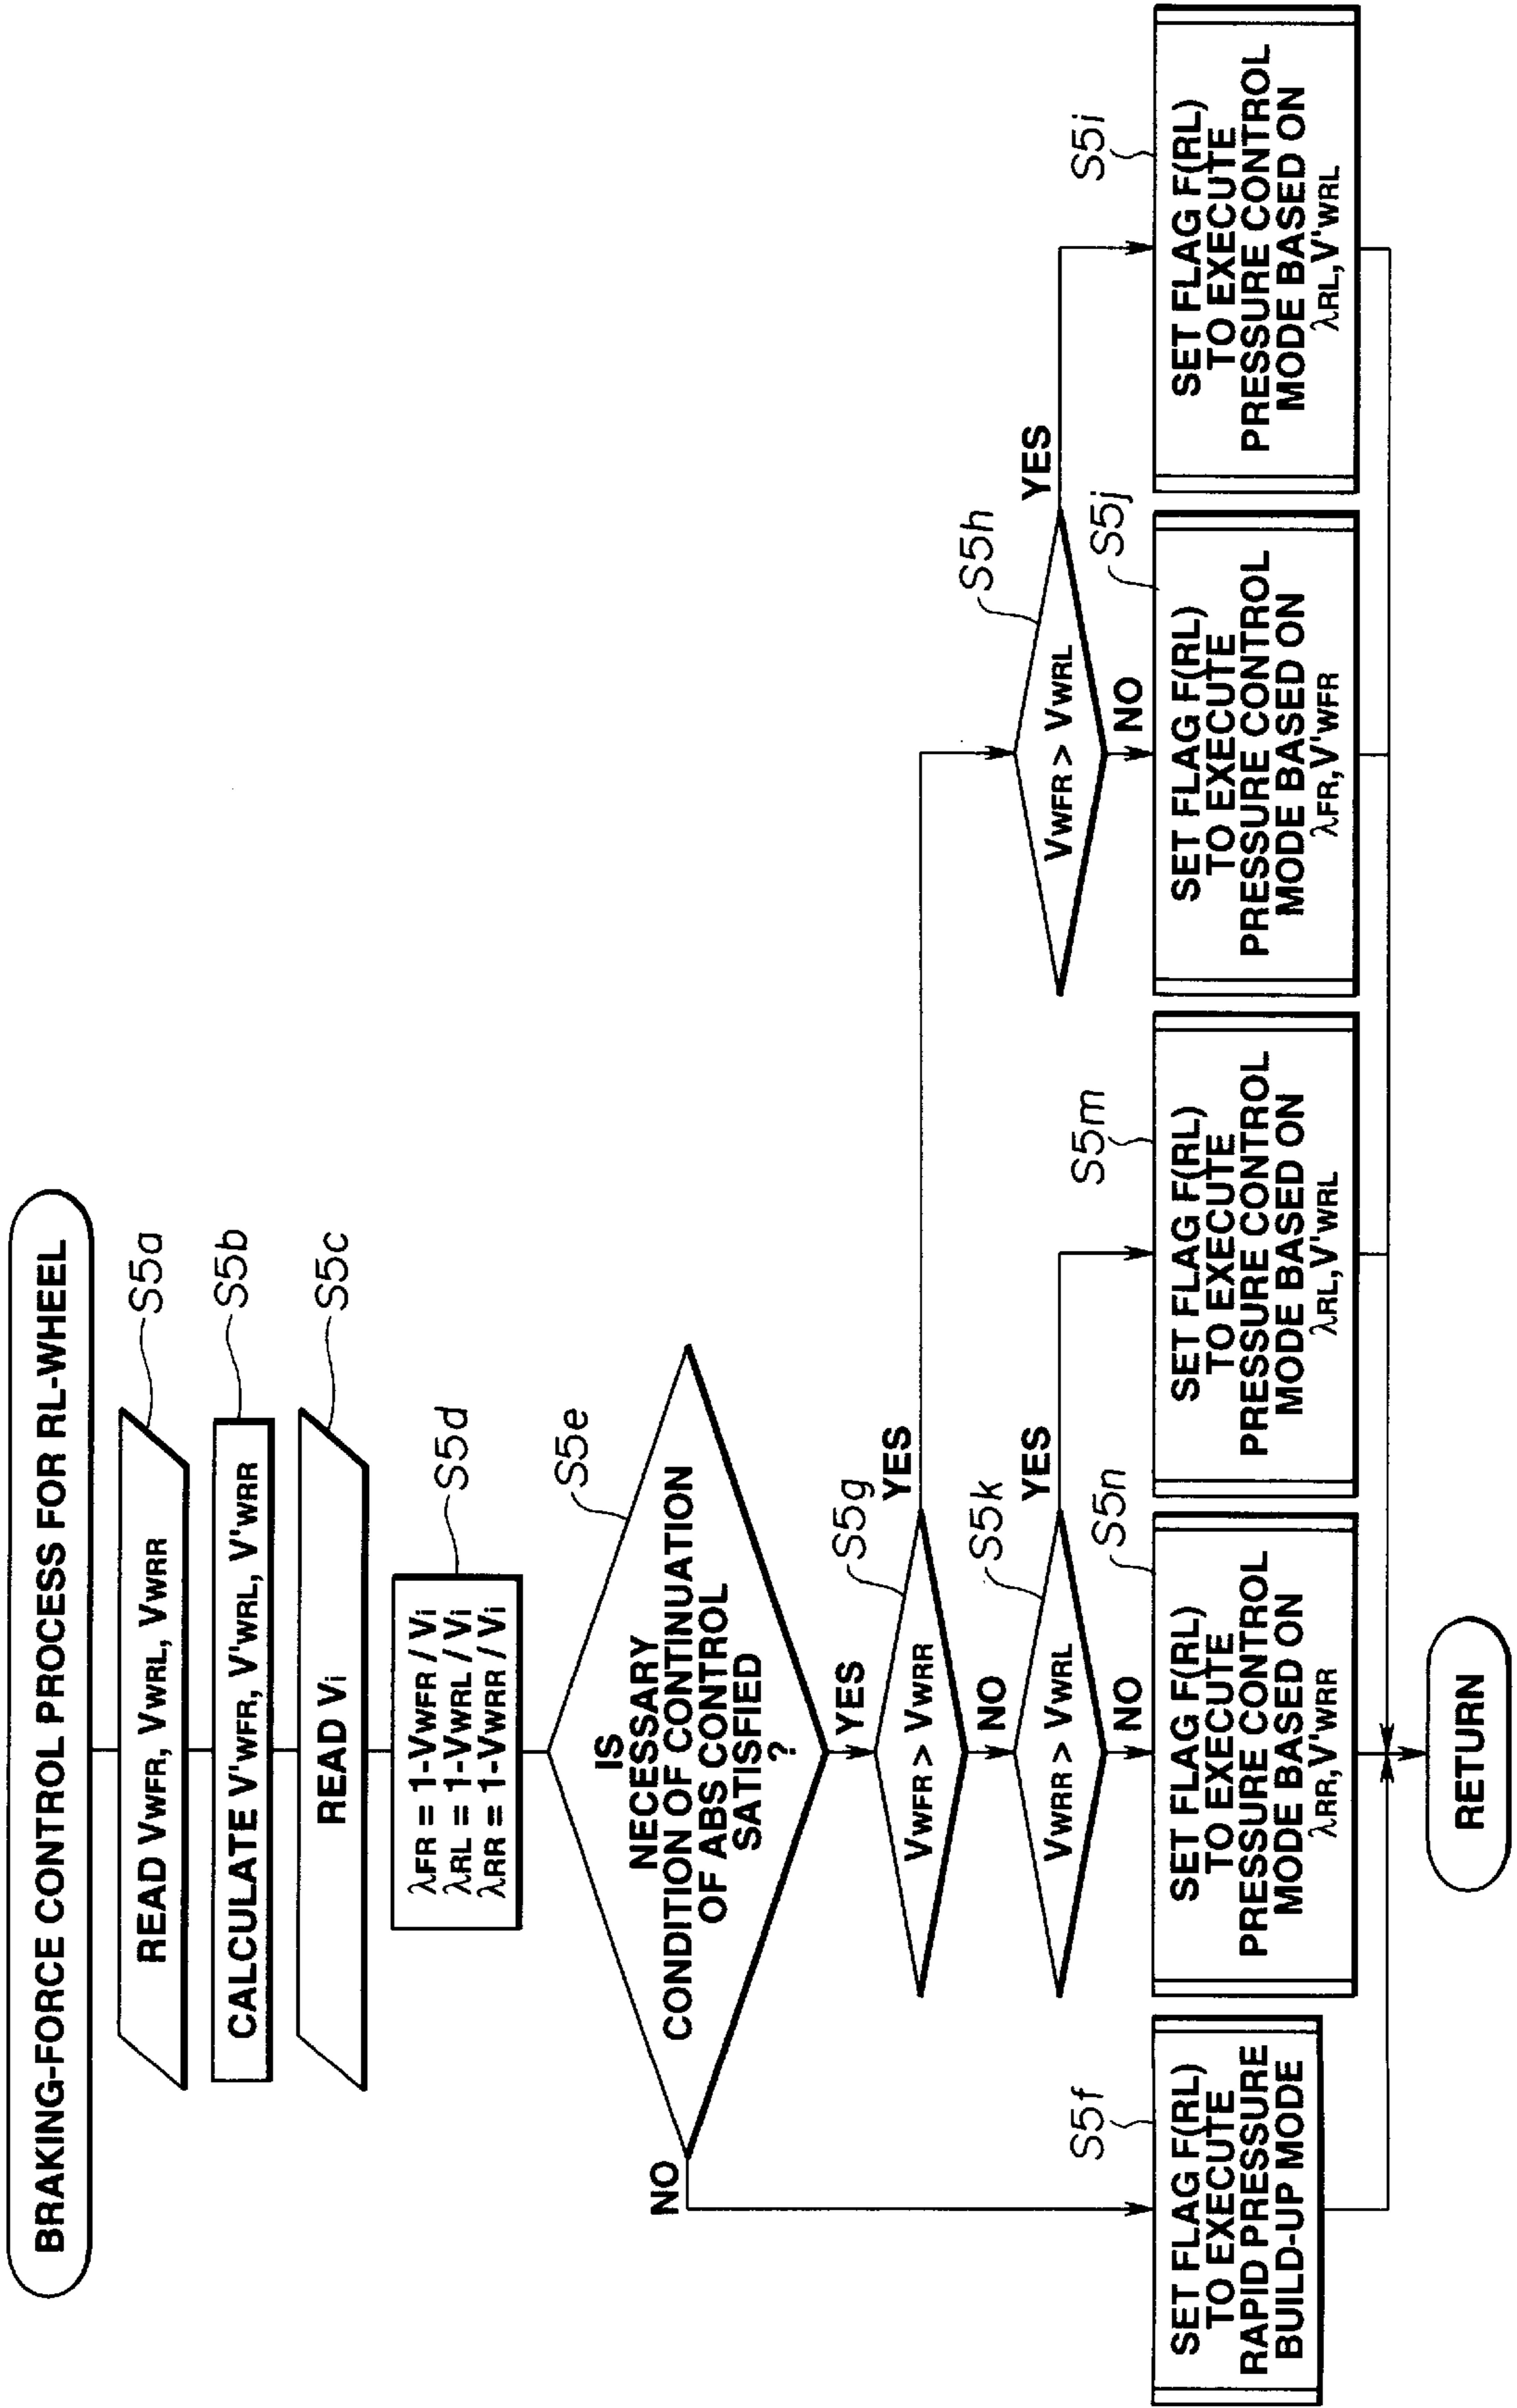 BRAKING-FORCE CONTROL PROCESS FOR RL-WHEEL
READ VWFR, VWRL, VWRR
S5a
CALCULATE V'WFR, V'WRL, V'WRR
S5b
READ Vi
S5c
λFR = 1-VWFR / Vi
λRL = 1-VWRL / Vi
λRR = 1-VWRR / Vi
S5d
IS
NECESSARY
CONDITION OF CONTINUATION
OF ABS CONTROL
SATISFIED
?
S5e
NO
YES
VWFR > VWRR
S5g
YES
NO
VWRR > VWRL
S5k
YES
NO
VWFR > VWRL
S5h
YES
NO
SET FLAG F(RL)
TO EXECUTE
RAPID PRESSURE
BUILD-UP MODE
S5f
SET FLAG F(RL)
TO EXECUTE
PRESSURE CONTROL
MODE BASED ON
λRR, V'WRR
S5n
SET FLAG F(RL)
TO EXECUTE
PRESSURE CONTROL
MODE BASED ON
λRL, V'WRL
S5m
SET FLAG F(RL)
TO EXECUTE
PRESSURE CONTROL
MODE BASED ON
λFR, V'WFR
S5j
SET FLAG F(RL)
TO EXECUTE
PRESSURE CONTROL
MODE BASED ON
λRL, V'WRL
S5i
RETURN